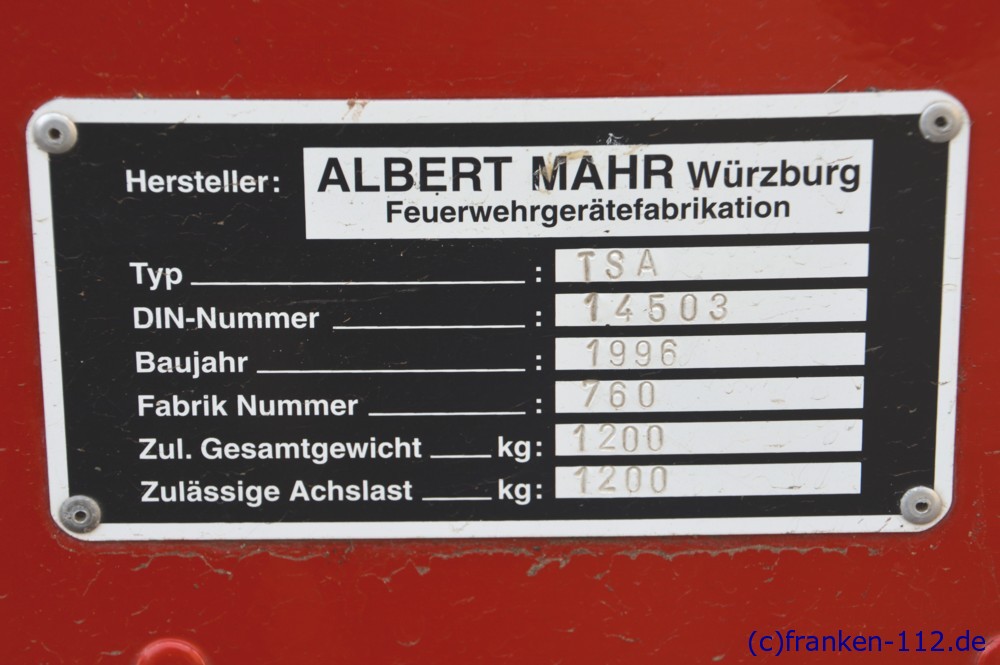 Hersteller: ALBERT MAHR Würzburg
Feuerwehrgerätefabrikation
Typ : TSA
DIN-Nummer : 14503
Baujahr : 1996
Fabrik Nummer : 760
Zul. Gesamtgewicht kg: 1200
Zulässige Achslast kg: 1200
(c)franken-112.de